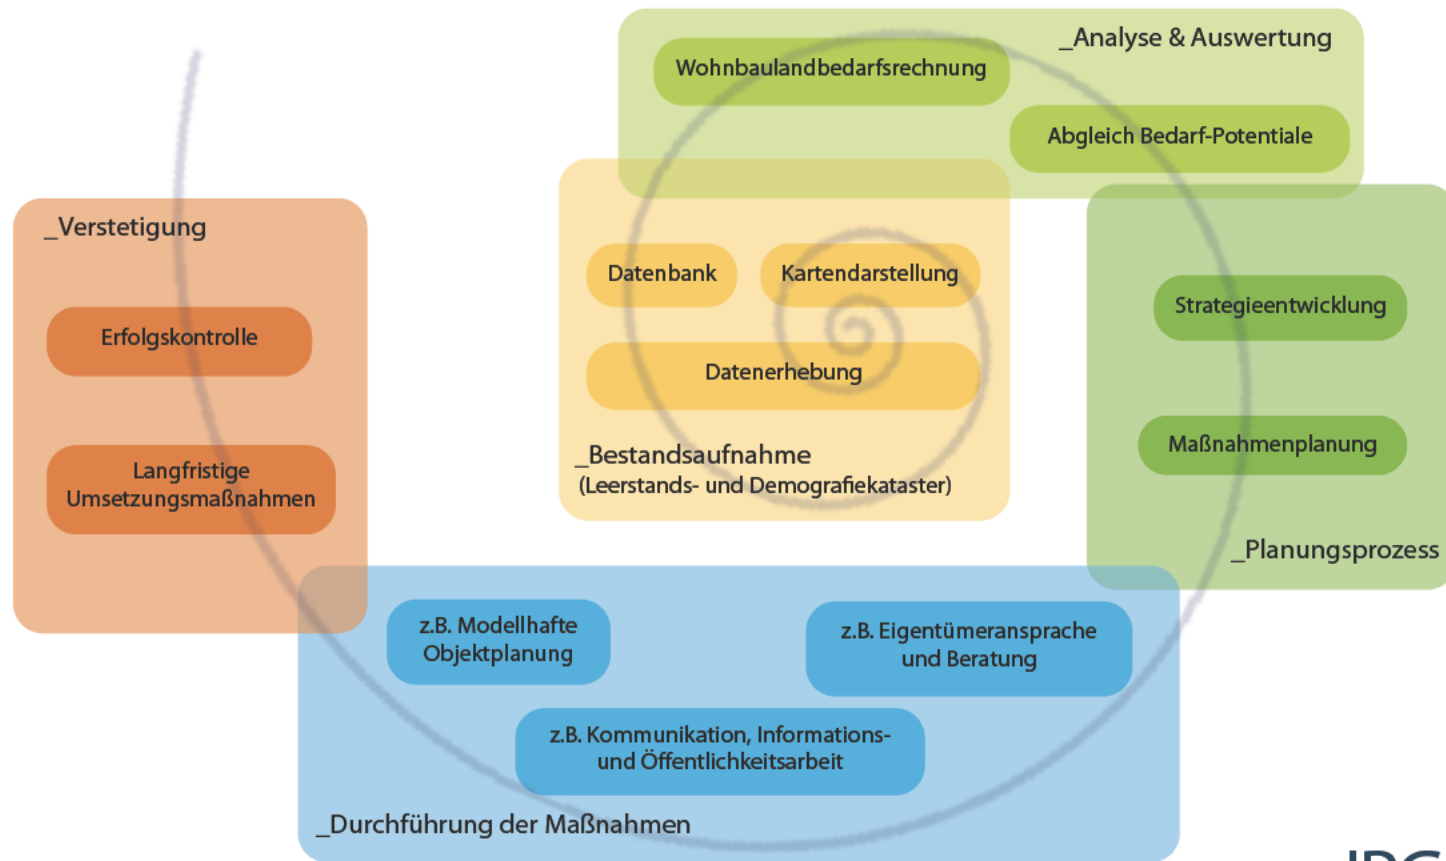 _Analyse & Auswertung
Wohnbaulandbedarfsrechnung
Abgleich Bedarf-Potentiale
_Verstetigung
Erfolgskontrolle
Langfristige
Umsetzungsmaßnahmen
Datenbank
Kartendarstellung
Datenerhebung
_Bestandsaufnahme
(Leerstands- und Demografiekataster)
Strategieentwicklung
Maßnahmenplanung
_Planungsprozess
z.B. Modellhafte
Objektplanung
z.B. Eigentümeransprache
und Beratung
z.B. Kommunikation, Informations-
und Öffentlichkeitsarbeit
_Durchführung der Maßnahmen